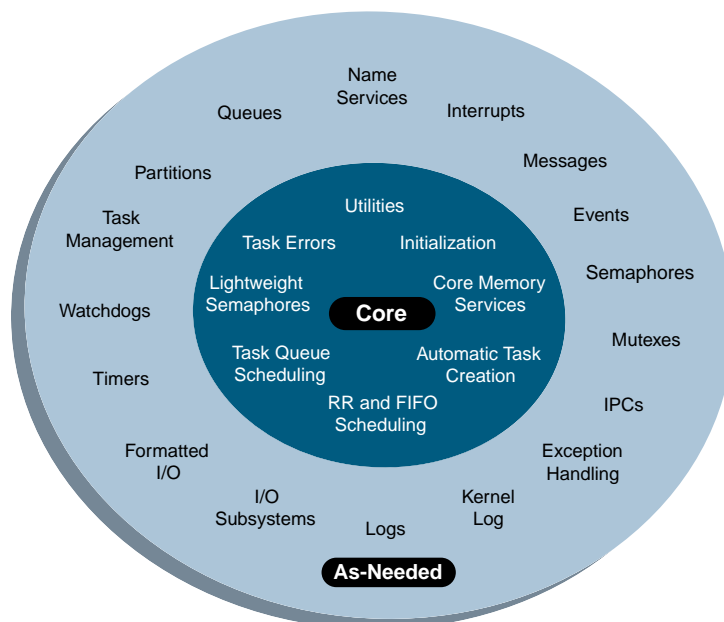 Name
Services
Queues
Interrupts
Partitions
Messages
Task
Management
Events
Watchdogs
Semaphores
Timers
Mutexes
Formatted
I/O
IPCs
I/O
Subsystems
Exception
Handling
Logs
Kernel
Log
As-Needed
Utilities
Task Errors
Initialization
Lightweight
Semaphores
Core Memory
Services
Core
Task Queue
Scheduling
Automatic Task
Creation
RR and FIFO
Scheduling